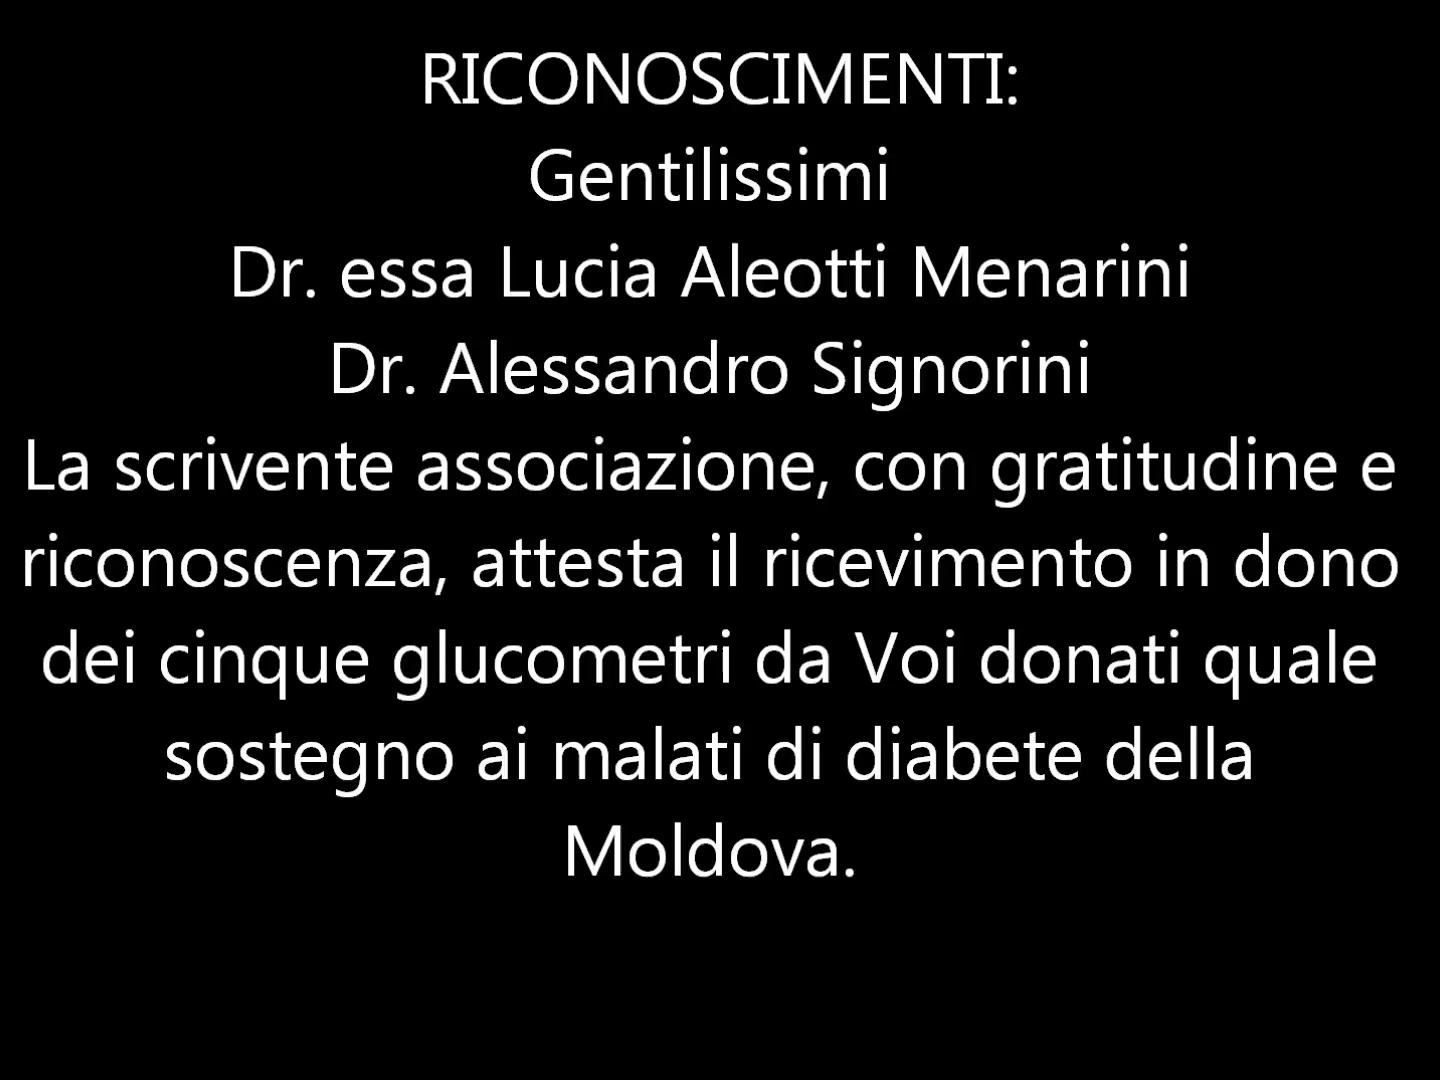 RICONOSCIMENTI:
Gentilissimi
Dr. essa Lucia Aleotti Menarini
Dr. Alessandro Signorini
La scrivente associazione, con gratitudine e
riconoscenza, attesta il ricevimento in dono
dei cinque glucometri da Voi donati quale
sostegno ai malati di diabete della
Moldova.